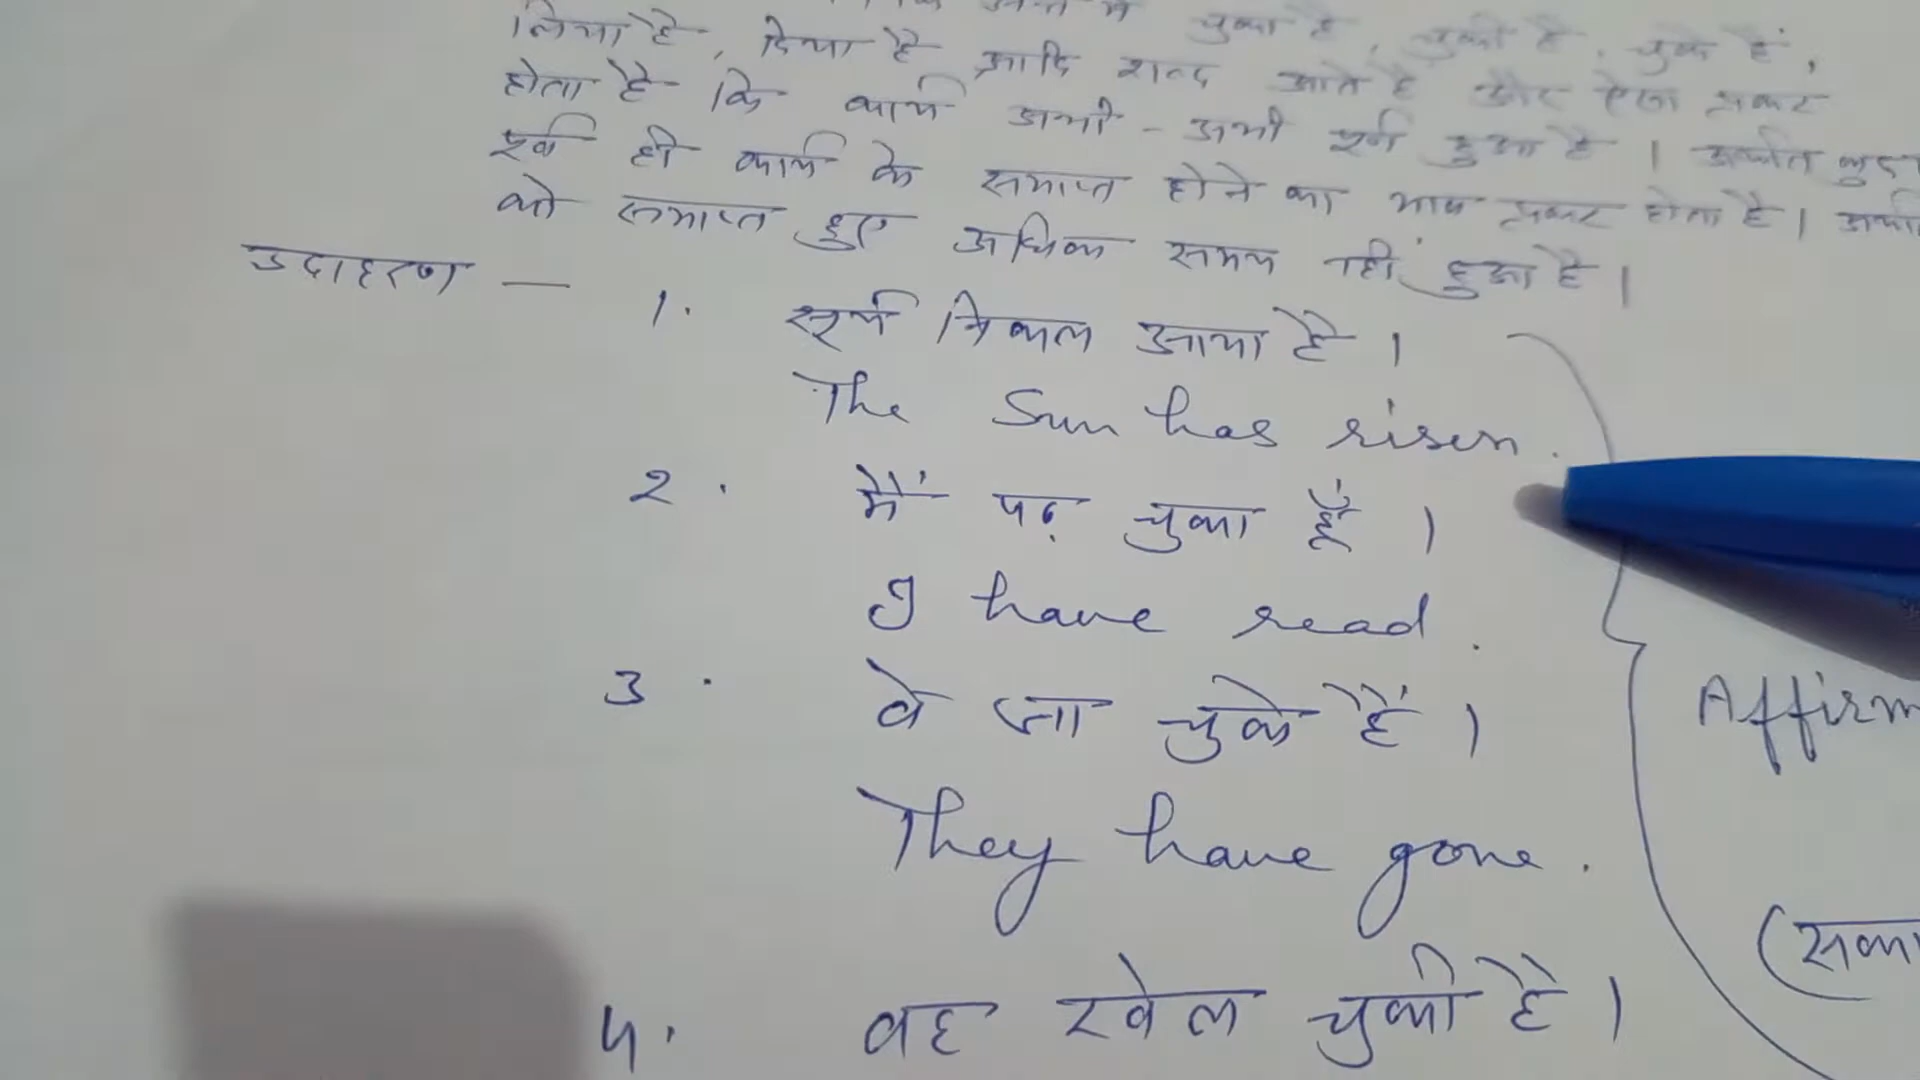 चुका है, चुकी है, चुके हैं,
लिया है, दिया है आदि शब्द आते है और ऐसा प्रकट
होता है कि कार्य अभी - अभी पूर्ण हुआ है । अर्थात कुछ
पूर्व ही कार्य के समाप्त होने का भाव प्रकट होता है ।
को समाप्त हुए अधिक समय नहीं हुआ है ।
उदाहरण —
1. सूर्य निकल आया है ।
The Sun has risen.
2. मैं पढ़ चुका हूँ ।
I have read.
3. वे जा चुके हैं ।
They have gone.
Affirm
(सका
4. वह खेल चुकी है ।